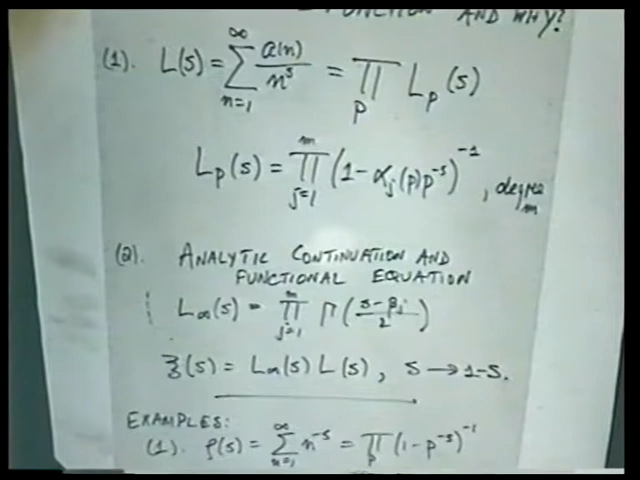 FUNCTION AND WHY?
(1). L(s) = ∑_{n=1}^{∞} a(n)/n^s = ∏_p L_p(s)
L_p(s) = ∏_{j=1}^{m} (1 - α_j(p)p^{-s})^{-1}, degree m
(2). ANALYTIC CONTINUATION AND
FUNCTIONAL EQUATION
L_∞(s) = ∏_{j=1}^{m} Γ((s-β_j)/2)
ξ(s) = L_∞(s) L(s), s → 1-s.
EXAMPLES:
(1). ζ(s) = ∑_{n=1}^{∞} n^{-s} = ∏_p (1-p^{-s})^{-1}